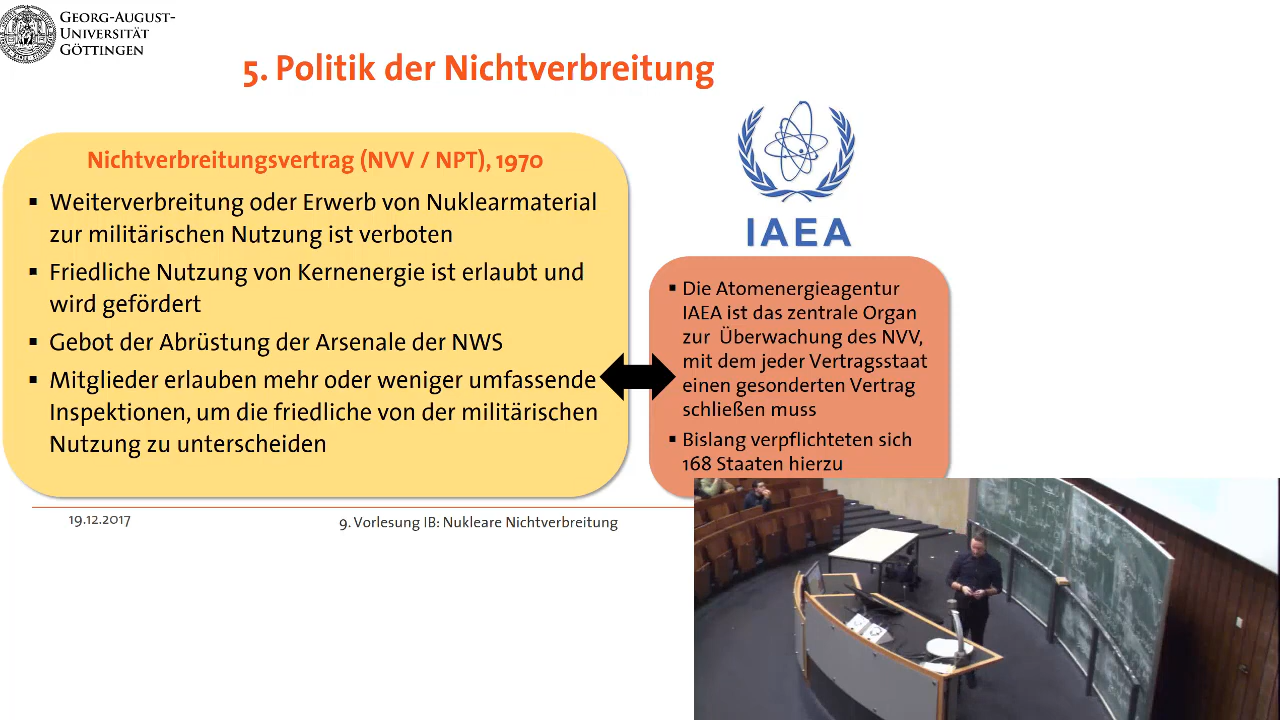 GEORG-AUGUST-
UNIVERSITÄT
GÖTTINGEN
5. Politik der Nichtverbreitung
Nichtverbreitungsvertrag (NVV / NPT), 1970
▪ Weiterverbreitung oder Erwerb von Nuklearmaterial
zur militärischen Nutzung ist verboten
▪ Friedliche Nutzung von Kernenergie ist erlaubt und
wird gefördert
▪ Gebot der Abrüstung der Arsenale der NWS
▪ Mitglieder erlauben mehr oder weniger umfassende
Inspektionen, um die friedliche von der militärischen
Nutzung zu unterscheiden
IAEA
▪ Die Atomenergieagentur
IAEA ist das zentrale Organ
zur Überwachung des NVV,
mit dem jeder Vertragsstaat
einen gesonderten Vertrag
schließen muss
▪ Bislang verpflichteten sich
168 Staaten hierzu
19.12.2017
9. Vorlesung IB: Nukleare Nichtverbreitung